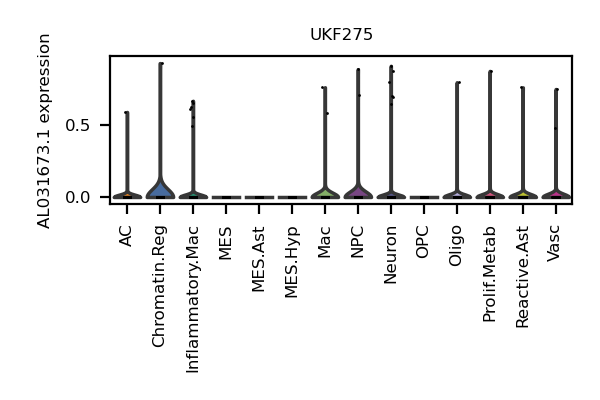 UKF275
AL031673.1 expression
0.5
0.0
AC
Chromatin.Reg
Inflammatory.Mac
MES
MES.Ast
MES.Hyp
Mac
NPC
Neuron
OPC
Oligo
Prolif.Metab
Reactive.Ast
Vasc